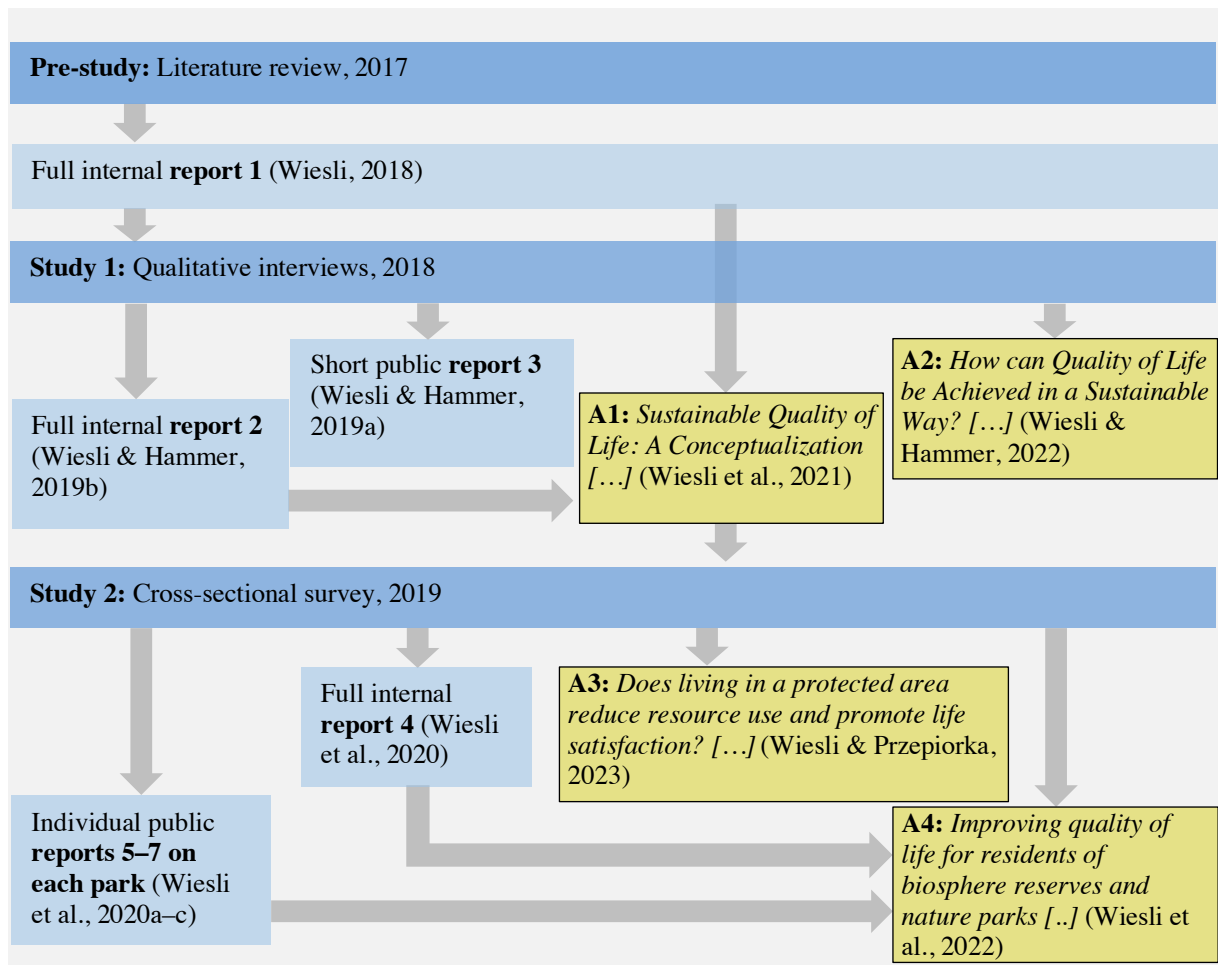 Pre-study: Literature review, 2017
Full internal report 1 (Wiesli, 2018)
Study 1: Qualitative interviews, 2018
Full internal report 2
(Wiesli & Hammer,
2019b)
Short public report 3
(Wiesli & Hammer,
2019a)
A1: Sustainable Quality of
Life: A Conceptualization
[…] (Wiesli et al., 2021)
A2: How can Quality of Life
be Achieved in a Sustainable
Way? […] (Wiesli &
Hammer, 2022)
Study 2: Cross-sectional survey, 2019
Individual public
reports 5–7 on
each park (Wiesli
et al., 2020a–c)
Full internal
report 4 (Wiesli
et al., 2020)
A3: Does living in a protected area
reduce resource use and promote life
satisfaction? […] (Wiesli & Przepiorka,
2023)
A4: Improving quality of
life for residents of
biosphere reserves and
nature parks [..] (Wiesli et
al., 2022)